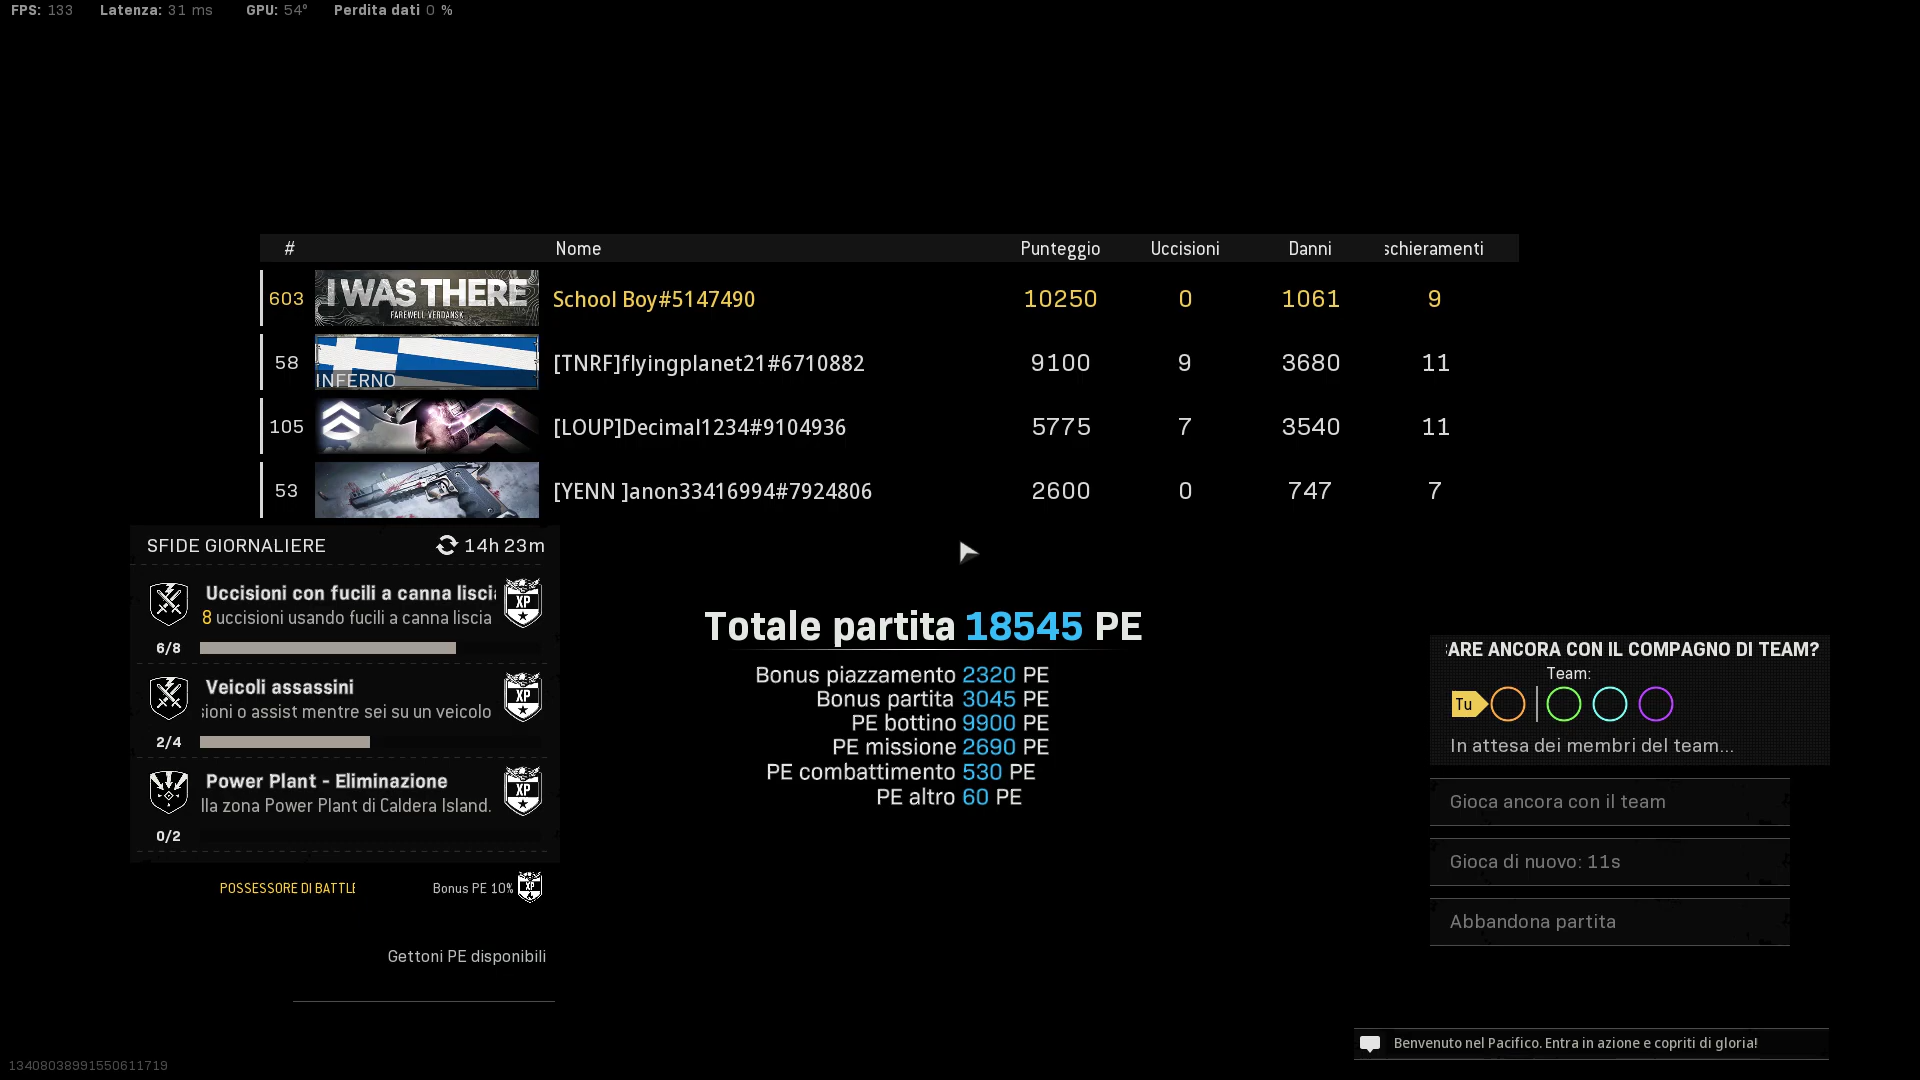 FPS: 133 Latenza: 31 ms GPU: 54° Perdita dati 0 %
# Nome Punteggio Uccisioni Danni schieramenti
603 I WAS THERE School Boy#5147490 10250 0 1061 9
FAREWELL VERDANSK
58 [TNRF]flyingplanet21#6710882 9100 9 3680 11
INFERNO
105 [LOUP]Decimal1234#9104936 5775 7 3540 11
53 [YENN ]anon33416994#7924806 2600 0 747 7
SFIDE GIORNALIERE 14h 23m
Uccisioni con fucili a canna liscia
XP
8 uccisioni usando fucili a canna liscia
6/8
Veicoli assassini
XP
sioni o assist mentre sei su un veicolo
2/4
Power Plant - Eliminazione
XP
lla zona Power Plant di Caldera Island.
0/2
POSSESSORE DI BATTLE Bonus PE 10% XP
Gettoni PE disponibili
Totale partita 18545 PE
Bonus piazzamento 2320 PE
Bonus partita 3045 PE
PE bottino 9900 PE
PE missione 2690 PE
PE combattimento 530 PE
PE altro 60 PE
ARE ANCORA CON IL COMPAGNO DI TEAM?
Team:
Tu
In attesa dei membri del team...
Gioca ancora con il team
Gioca di nuovo: 11s
Abbandona partita
Benvenuto nel Pacifico. Entra in azione e copriti di gloria!
13408038991550611719